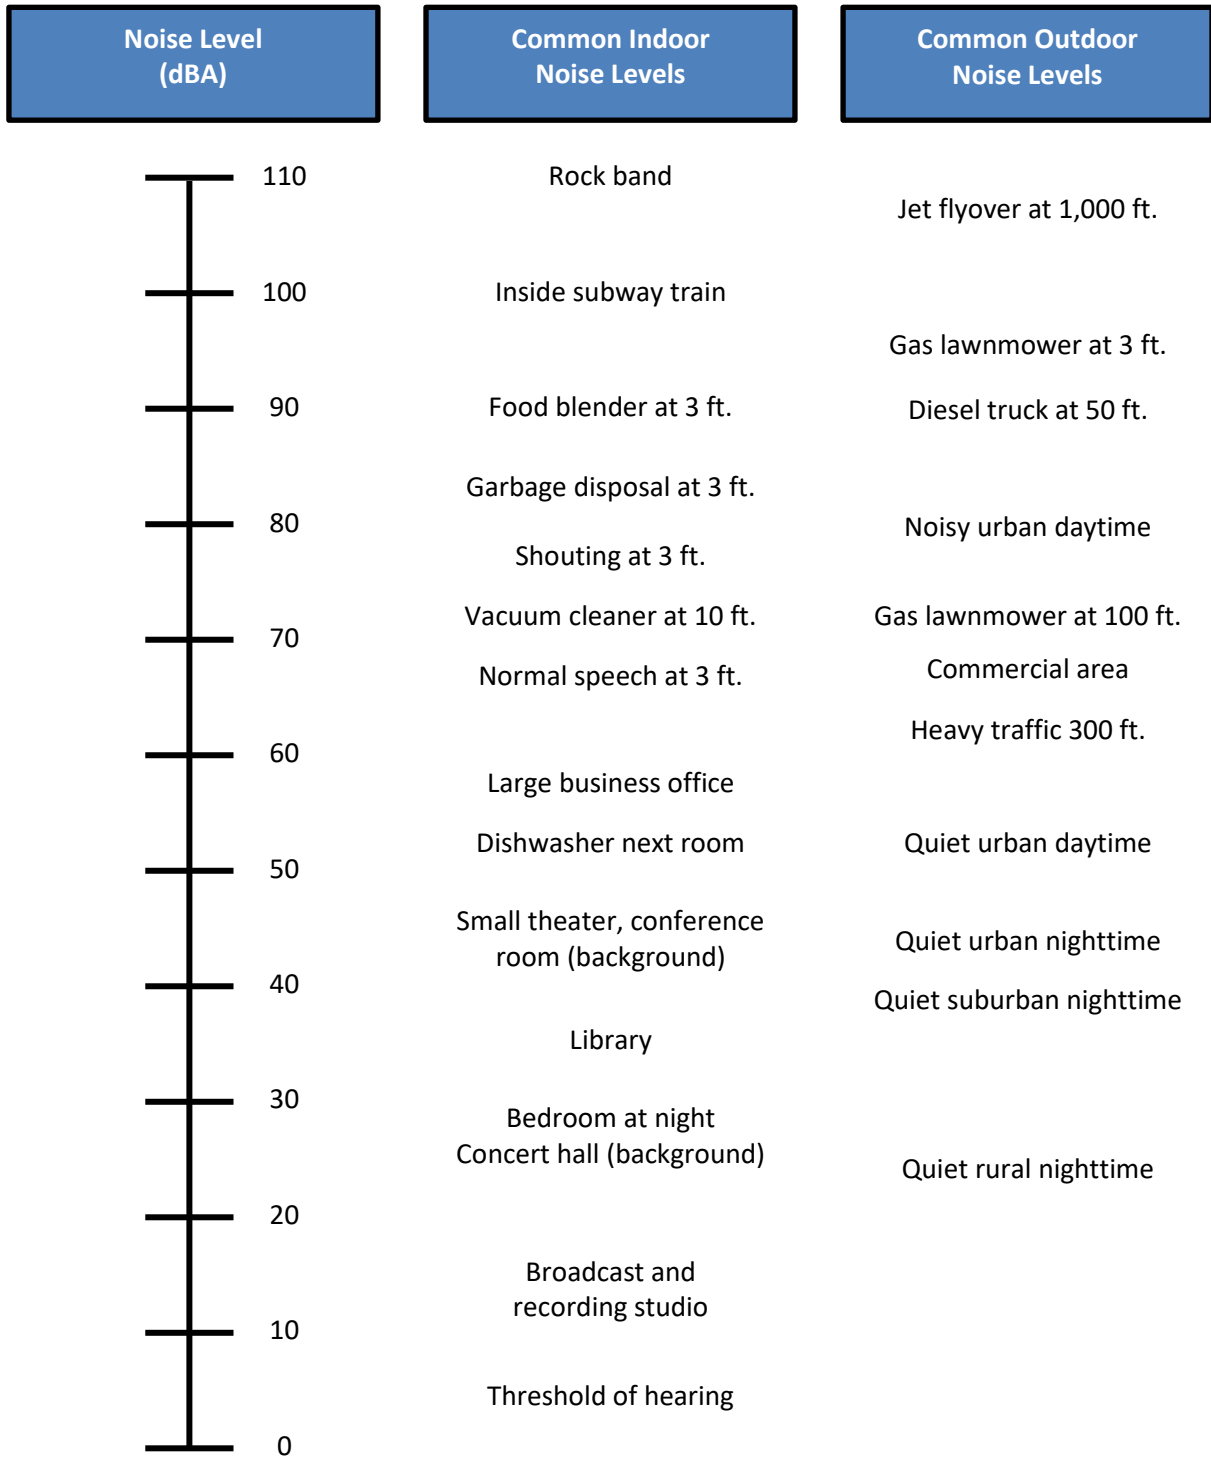 Noise Level
(dBA)
Common Indoor
Noise Levels
Common Outdoor
Noise Levels
110
Rock band
Jet flyover at 1,000 ft.
100
Inside subway train
Gas lawnmower at 3 ft.
90
Food blender at 3 ft.
Diesel truck at 50 ft.
Garbage disposal at 3 ft.
80
Noisy urban daytime
Shouting at 3 ft.
Vacuum cleaner at 10 ft.
Gas lawnmower at 100 ft.
70
Normal speech at 3 ft.
Commercial area
Heavy traffic 300 ft.
60
Large business office
Dishwasher next room
Quiet urban daytime
50
Small theater, conference
room (background)
Quiet urban nighttime
40
Quiet suburban nighttime
Library
30
Bedroom at night
Concert hall (background)
Quiet rural nighttime
20
Broadcast and
recording studio
10
Threshold of hearing
0